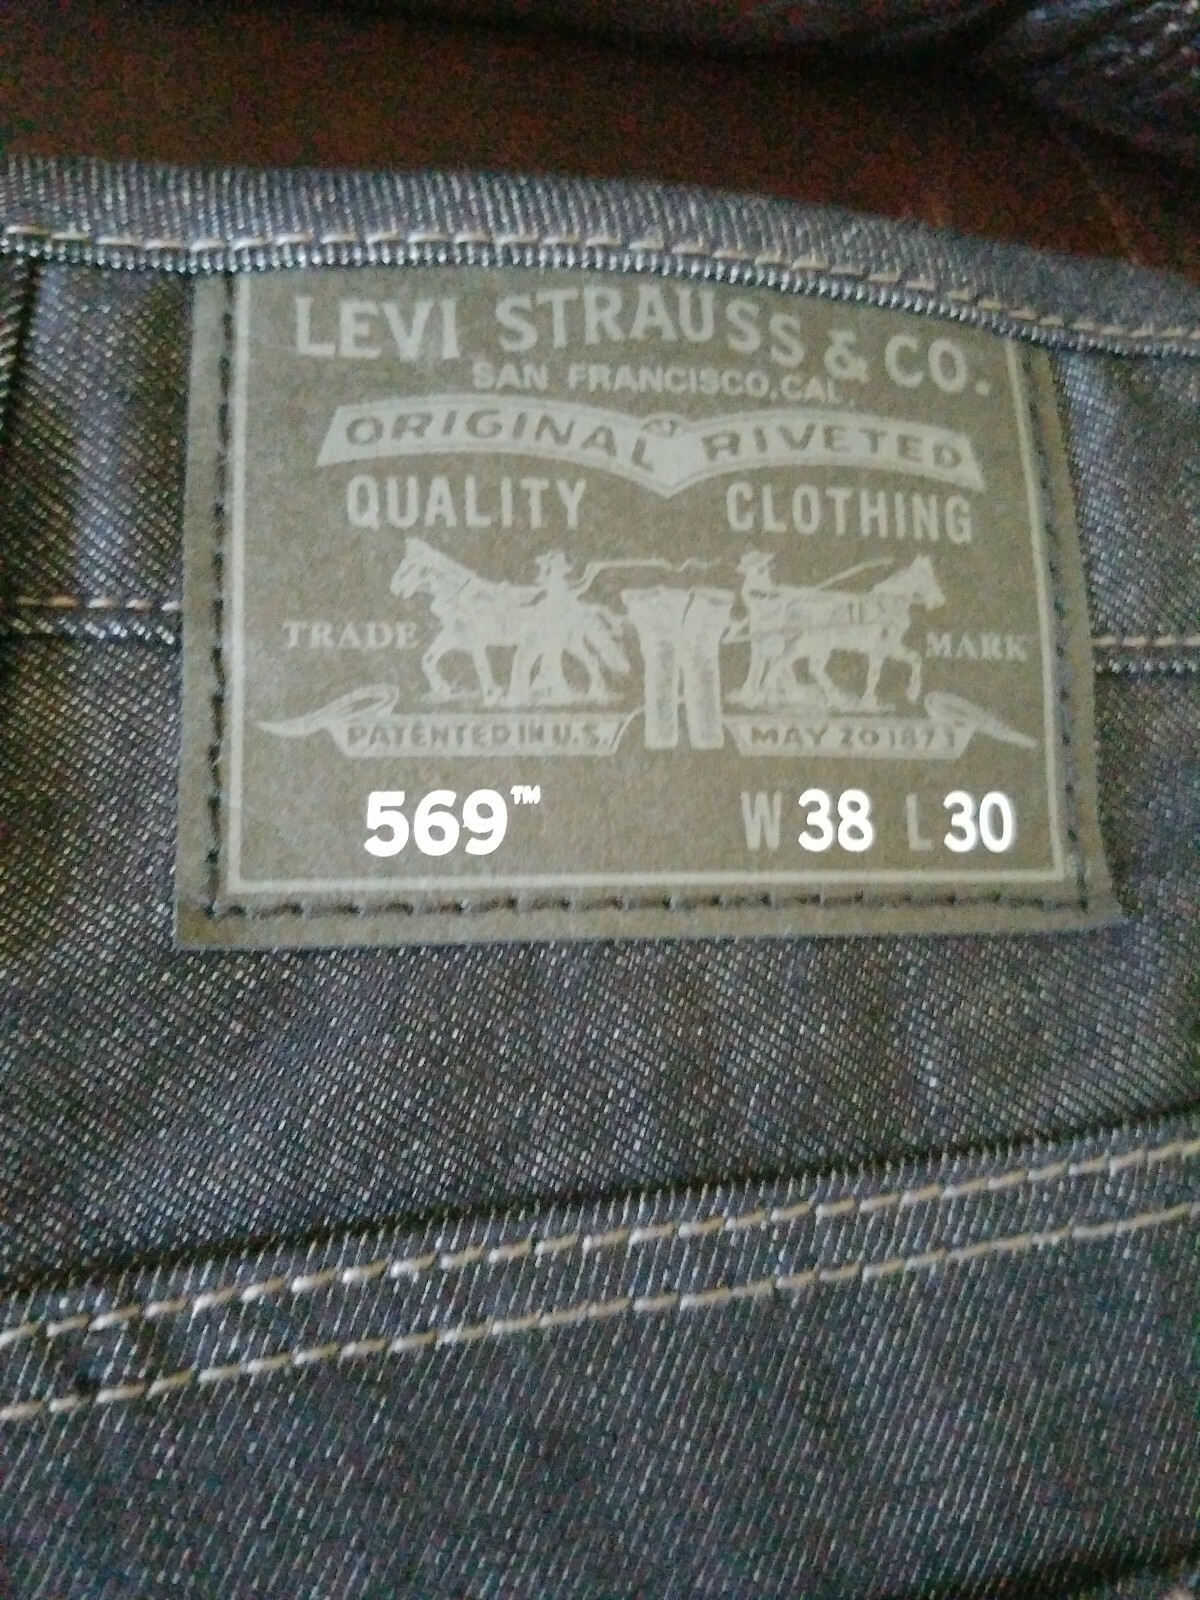 LEVI STRAUSS & CO.
SAN FRANCISCO, CAL.
ORIGINAL RIVETED
QUALITY CLOTHING
TRADE MARK
PATENTED IN U.S. MAY 20 1873
569™ W 38 L 30